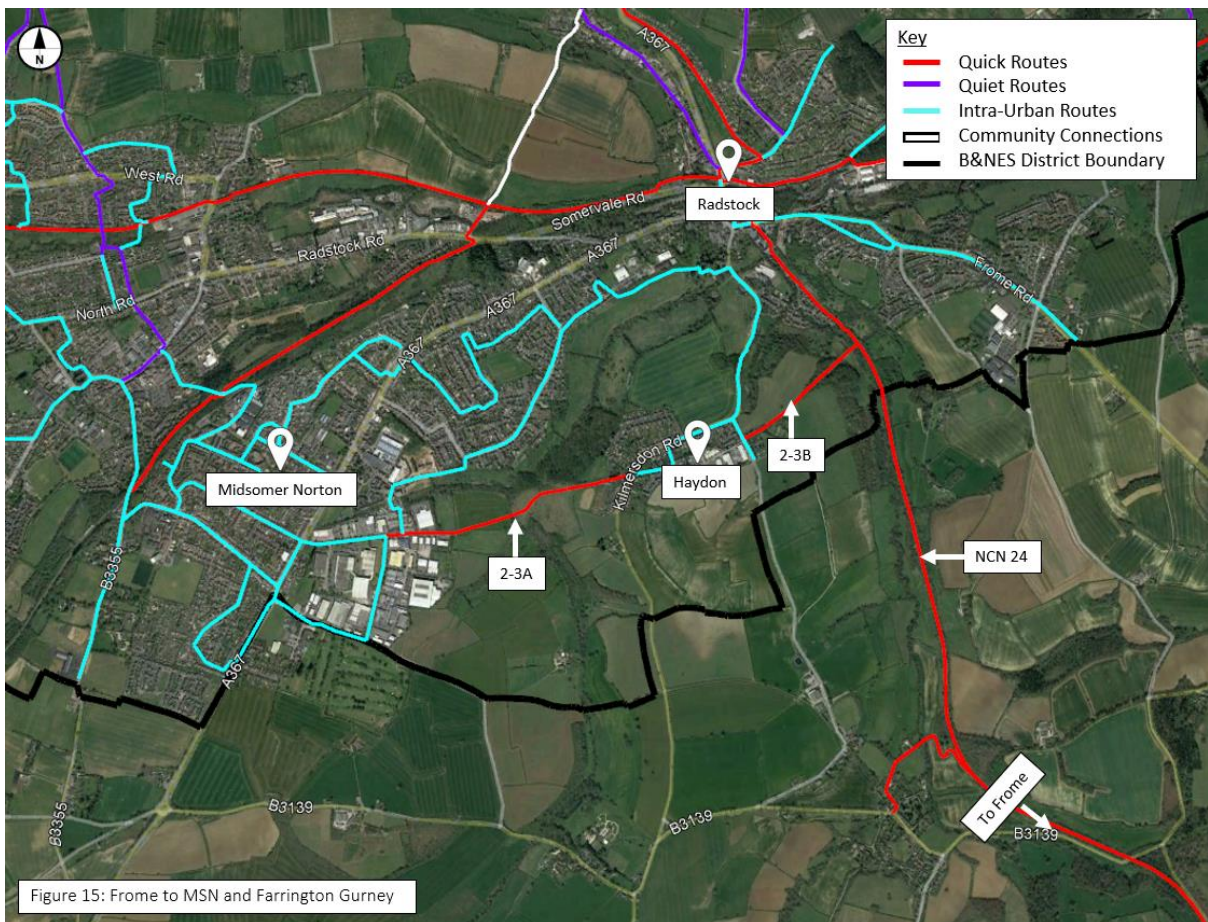 N
Key
Quick Routes
Quiet Routes
Intra-Urban Routes
Community Connections
B&NES District Boundary
A367
West Rd
Radstock
Somervale Rd
Radstock Rd
A367
Frome Rd
North Rd
A367
A367
Kilmersdon Rd
2-3B
Midsomer Norton
Haydon
B3355
2-3A
NCN 24
A367
To Frome
B3139
B3139
B3139
B3355
Figure 15: Frome to MSN and Farrington Gurney